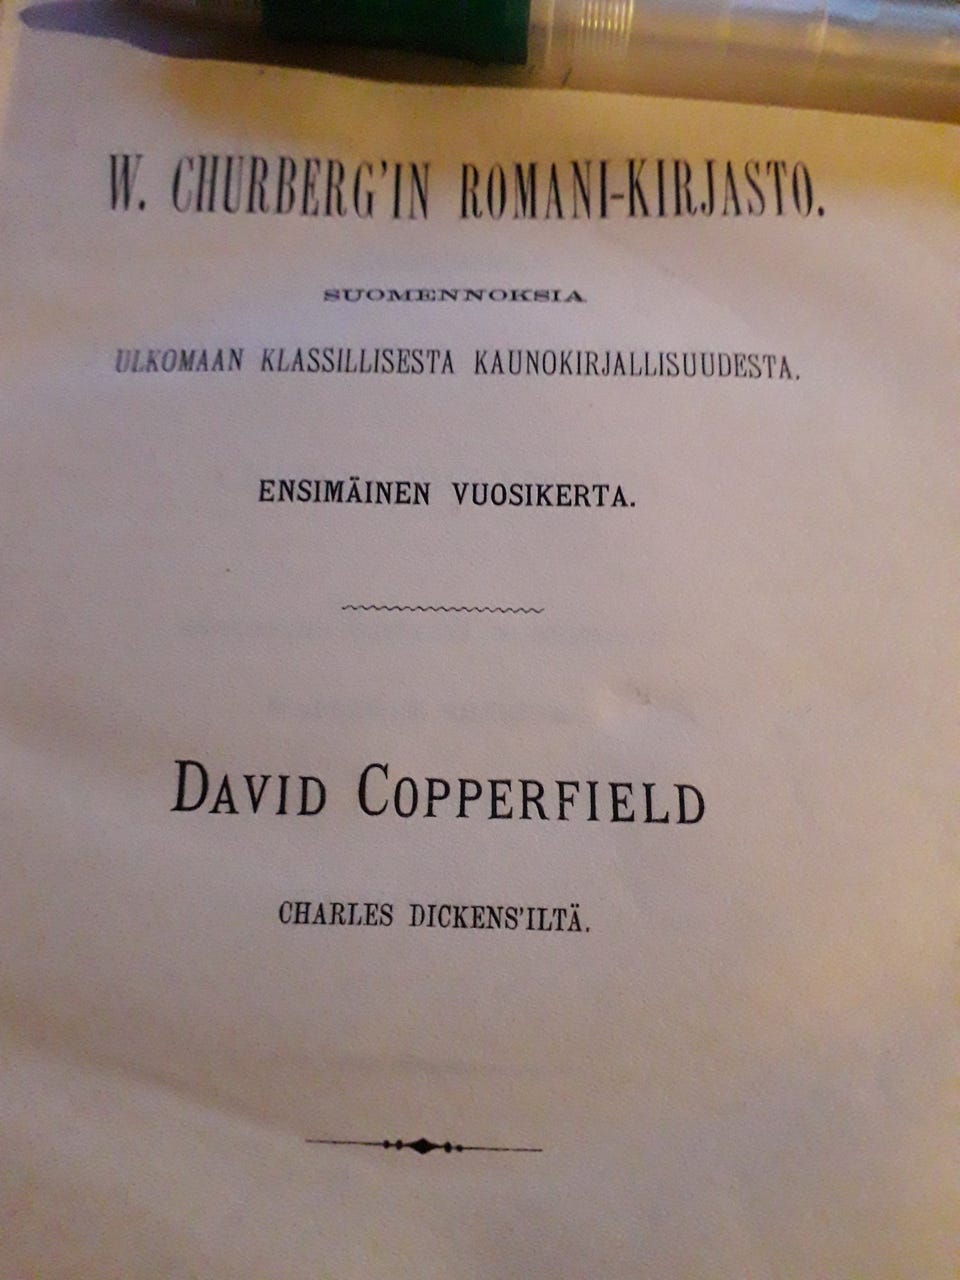 W. CHURBERG'IN ROMANI-KIRJASTO.
SUOMENNOKSIA
ULKOMAAN KLASSILLISESTA KAUNOKIRJALLISUUDESTA.
ENSIMÄINEN VUOSIKERTA.
DAVID COPPERFIELD
CHARLES DICKENS'ILTÄ.